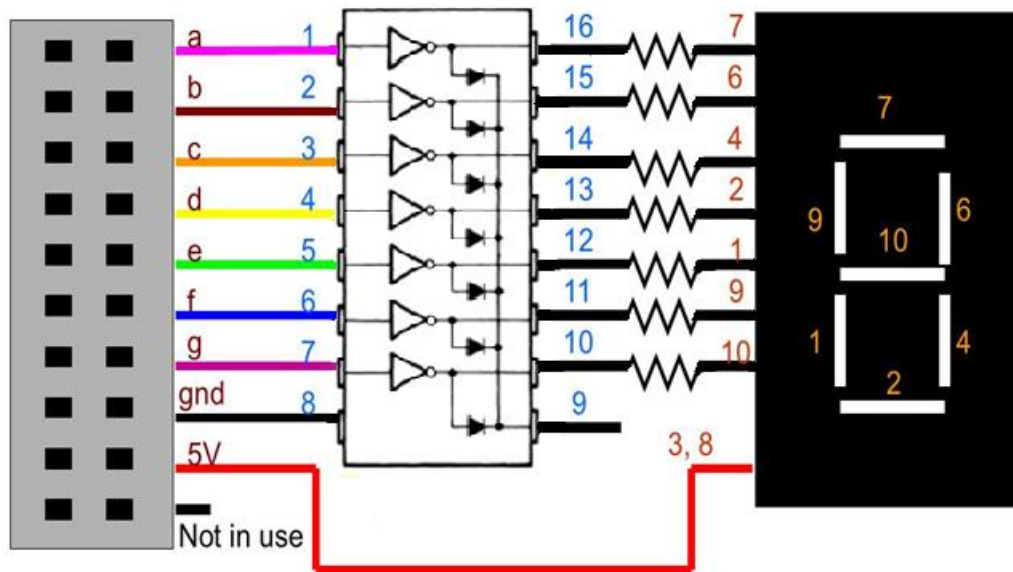 a 1 16 7
b 2 15 6
c 3 14 4
d 4 13 2
e 5 12 1
f 6 11 9
g 7 10 10
gnd 8 9
5V 3, 8
Not in use
7
9 6
10
1 4
2